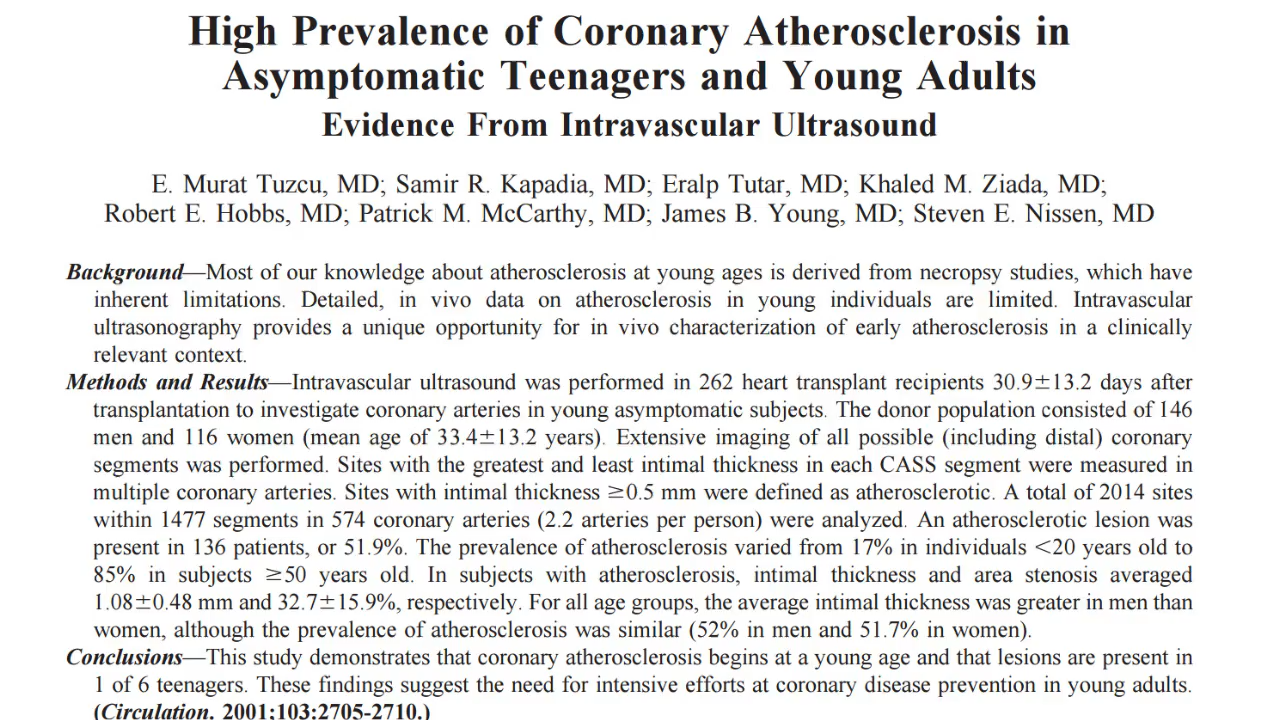 High Prevalence of Coronary Atherosclerosis in
Asymptomatic Teenagers and Young Adults
Evidence From Intravascular Ultrasound
E. Murat Tuzcu, MD; Samir R. Kapadia, MD; Eralp Tutar, MD; Khaled M. Ziada, MD;
Robert E. Hobbs, MD; Patrick M. McCarthy, MD; James B. Young, MD; Steven E. Nissen, MD
Background—Most of our knowledge about atherosclerosis at young ages is derived from necropsy studies, which have
inherent limitations. Detailed, in vivo data on atherosclerosis in young individuals are limited. Intravascular
ultrasonography provides a unique opportunity for in vivo characterization of early atherosclerosis in a clinically
relevant context.
Methods and Results—Intravascular ultrasound was performed in 262 heart transplant recipients 30.9±13.2 days after
transplantation to investigate coronary arteries in young asymptomatic subjects. The donor population consisted of 146
men and 116 women (mean age of 33.4±13.2 years). Extensive imaging of all possible (including distal) coronary
segments was performed. Sites with the greatest and least intimal thickness in each CASS segment were measured in
multiple coronary arteries. Sites with intimal thickness ≥0.5 mm were defined as atherosclerotic. A total of 2014 sites
within 1477 segments in 574 coronary arteries (2.2 arteries per person) were analyzed. An atherosclerotic lesion was
present in 136 patients, or 51.9%. The prevalence of atherosclerosis varied from 17% in individuals <20 years old to
85% in subjects ≥50 years old. In subjects with atherosclerosis, intimal thickness and area stenosis averaged
1.08±0.48 mm and 32.7±15.9%, respectively. For all age groups, the average intimal thickness was greater in men than
women, although the prevalence of atherosclerosis was similar (52% in men and 51.7% in women).
Conclusions—This study demonstrates that coronary atherosclerosis begins at a young age and that lesions are present in
1 of 6 teenagers. These findings suggest the need for intensive efforts at coronary disease prevention in young adults.
(Circulation. 2001;103:2705-2710.)